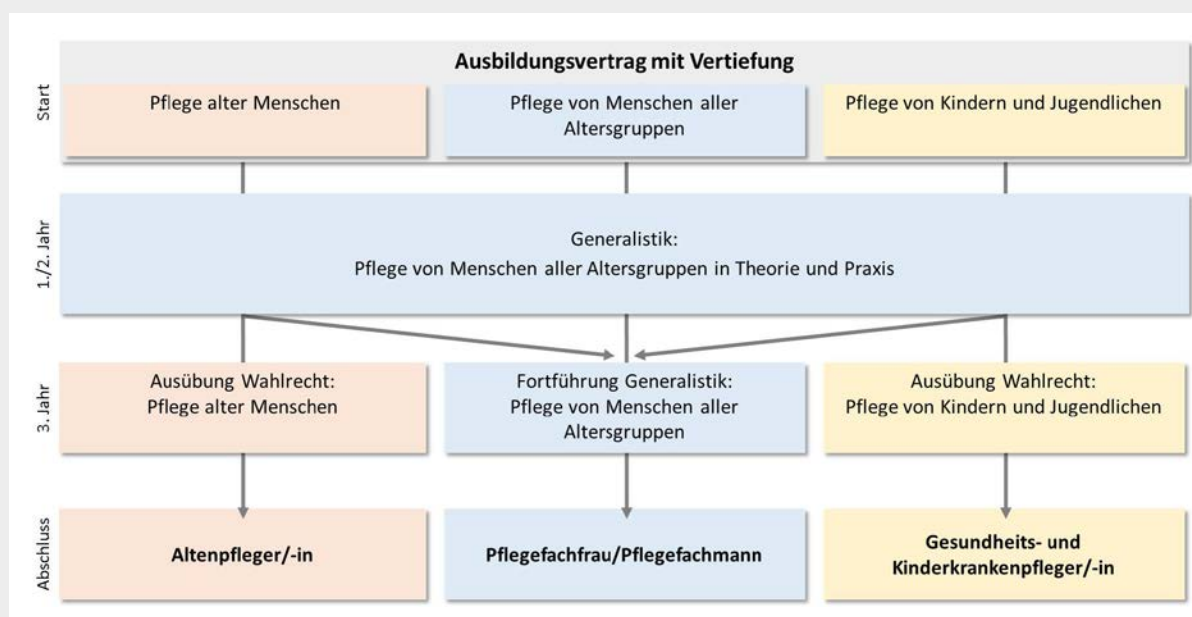 Ausbildungsvertrag mit Vertiefung
Start
Pflege alter Menschen
Pflege von Menschen aller
Altersgruppen
Pflege von Kindern und Jugendlichen
1./2. Jahr
Generalistik:
Pflege von Menschen aller Altersgruppen in Theorie und Praxis
3. Jahr
Ausübung Wahlrecht:
Pflege alter Menschen
Fortführung Generalistik:
Pflege von Menschen aller
Altersgruppen
Ausübung Wahlrecht:
Pflege von Kindern und Jugendlichen
Abschluss
Altenpfleger/-in
Pflegefachfrau/Pflegefachmann
Gesundheits- und
Kinderkrankenpfleger/-in